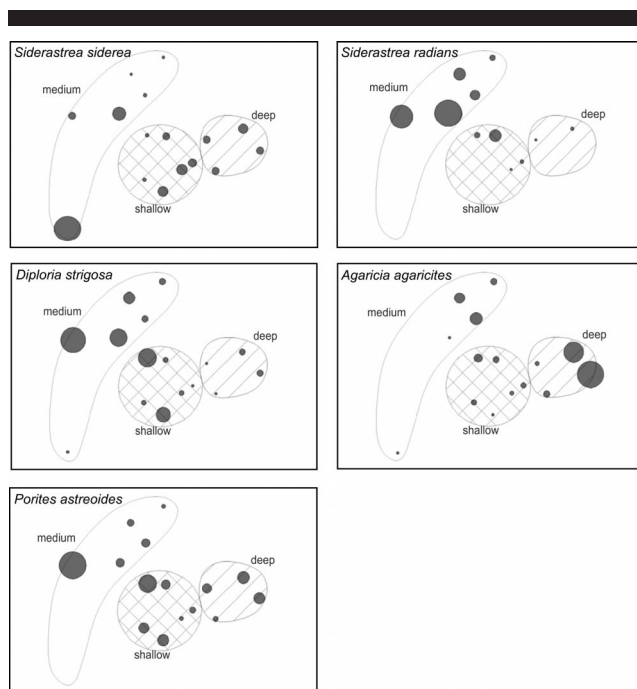 Siderastrea siderea
medium
deep
shallow
Siderastrea radians
medium
deep
shallow
Diploria strigosa
medium
deep
shallow
Agaricia agaricites
medium
deep
shallow
Porites astreoides
medium
deep
shallow